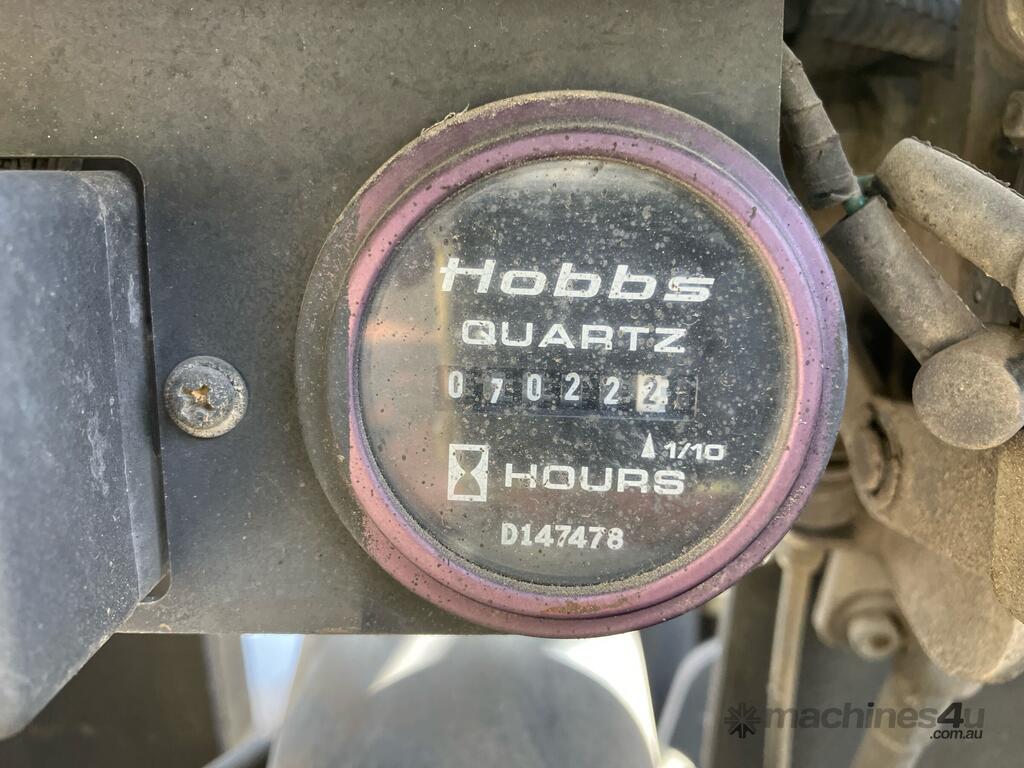 Hobbs
QUARTZ
070222
1/10
HOURS
D147478
machines4u
.com.au